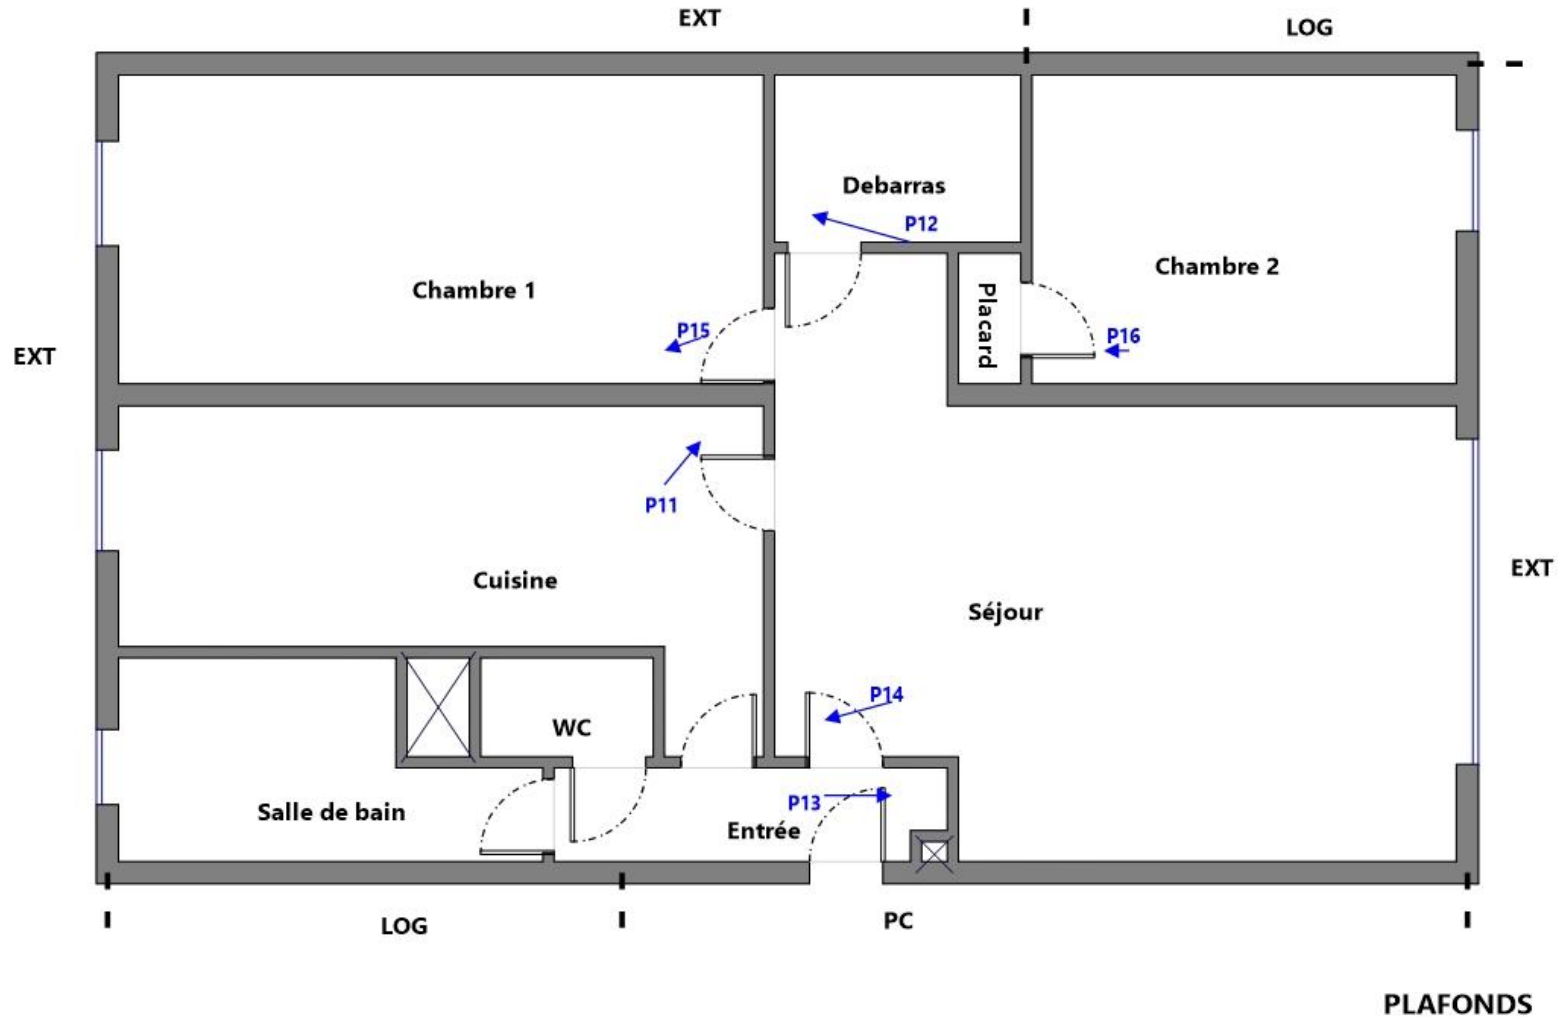 EXT
LOG
Debarras
P12
Chambre 2
Chambre 1
Placard
P15
P16
EXT
P11
EXT
Cuisine
Séjour
P14
WC
P13
Salle de bain
Entrée
PC
LOG
PLAFONDS